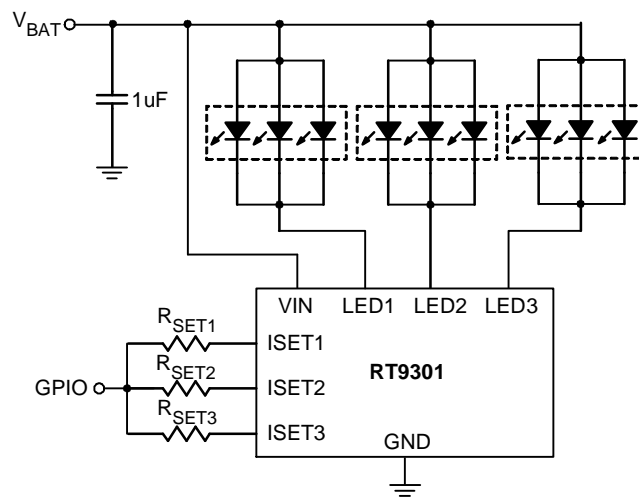 VBAT
1uF
VIN LED1 LED2 LED3
RSET1 ISET1
RT9301
GPIO RSET2 ISET2
RSET3 ISET3
GND